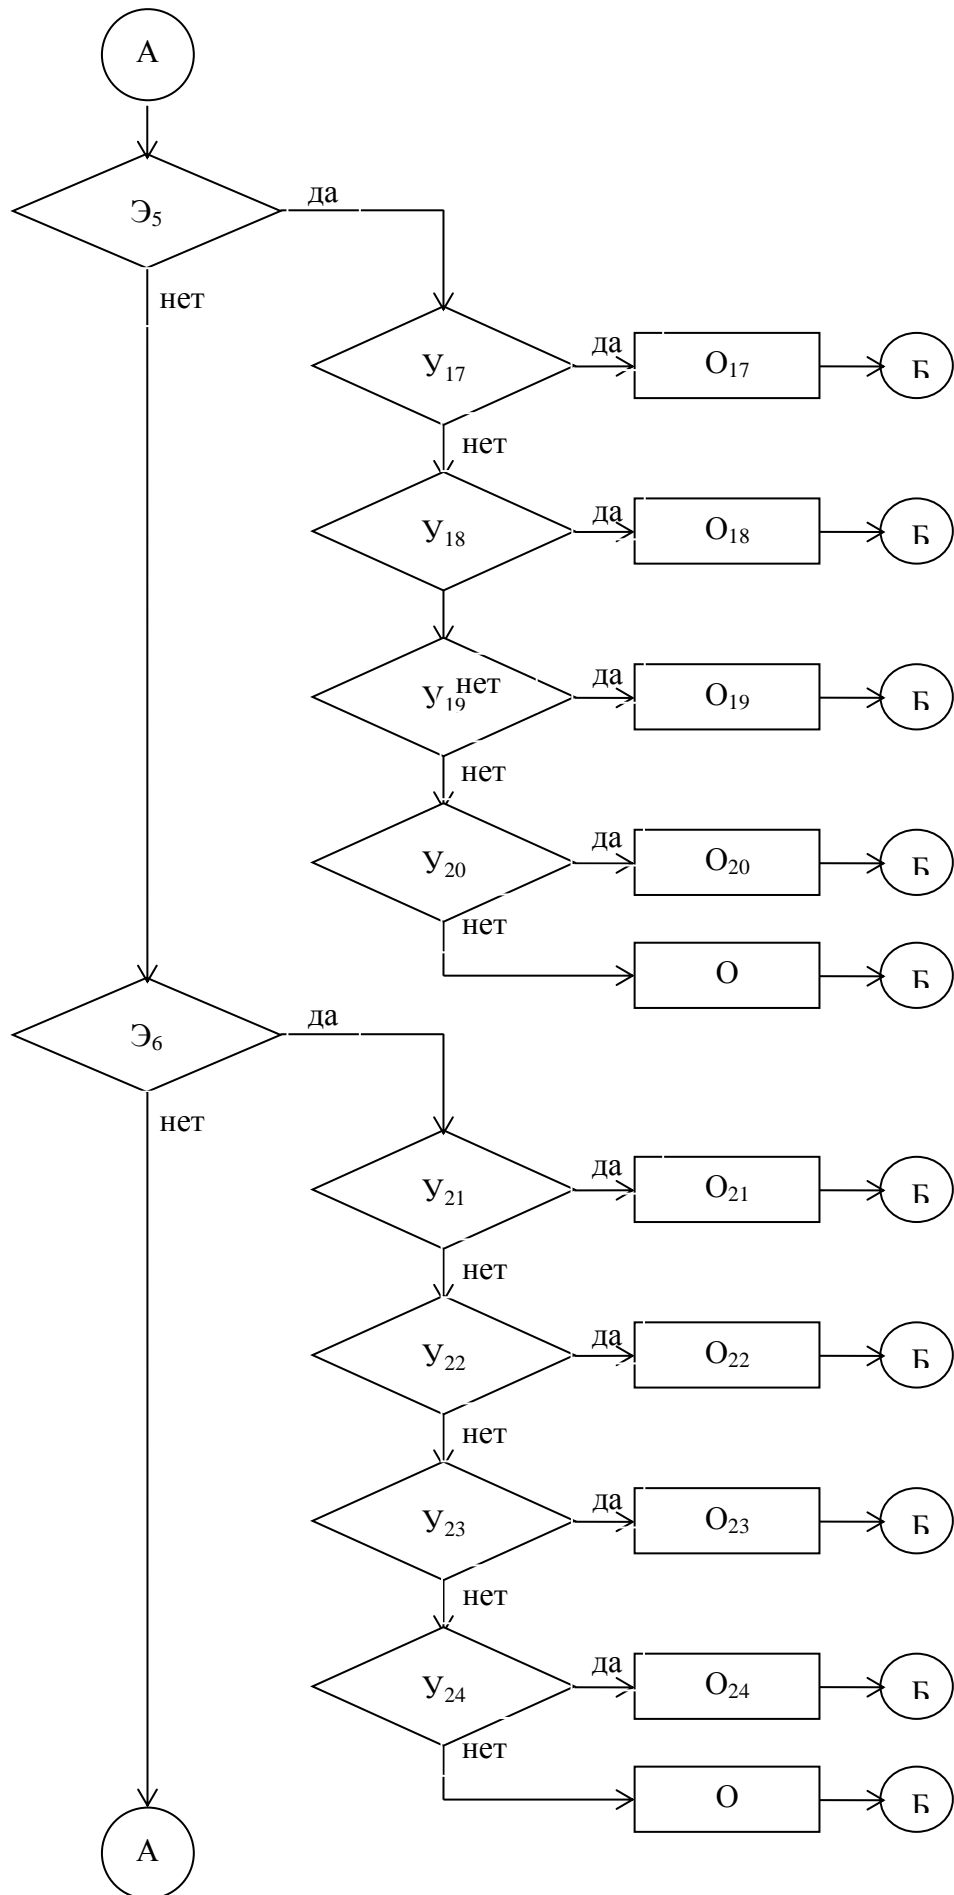 А
Э5 да
нет
У17 да О17 Б
нет
У18 да О18 Б
нет
У19 да О19 Б
нет
У20 да О20 Б
нет
О Б
Э6 да
нет
У21 да О21 Б
нет
У22 да О22 Б
нет
У23 да О23 Б
нет
У24 да О24 Б
нет
О Б
А